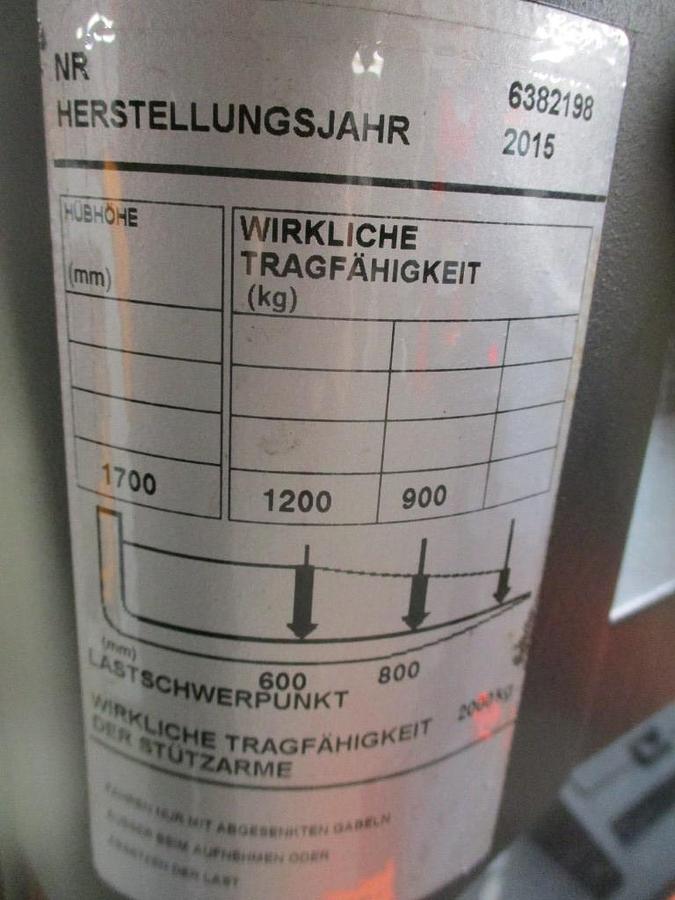 NR 6382198
HERSTELLUNGSJAHR 2015
HÜBHÖHE
(mm)
WIRKLICHE
TRAGFÄHIGKEIT
(kg)
1700 1200 900
(mm) 600 800
LASTSCHWERPUNKT
WIRKLICHE TRAGFÄHIGKEIT 2000kg
DER STÜTZARME
FAHREN NUR MIT ABGESENKTEN GABELN
AUSSER BEIM AUFNEHMEN ODER
ABSETZEN DER LAST